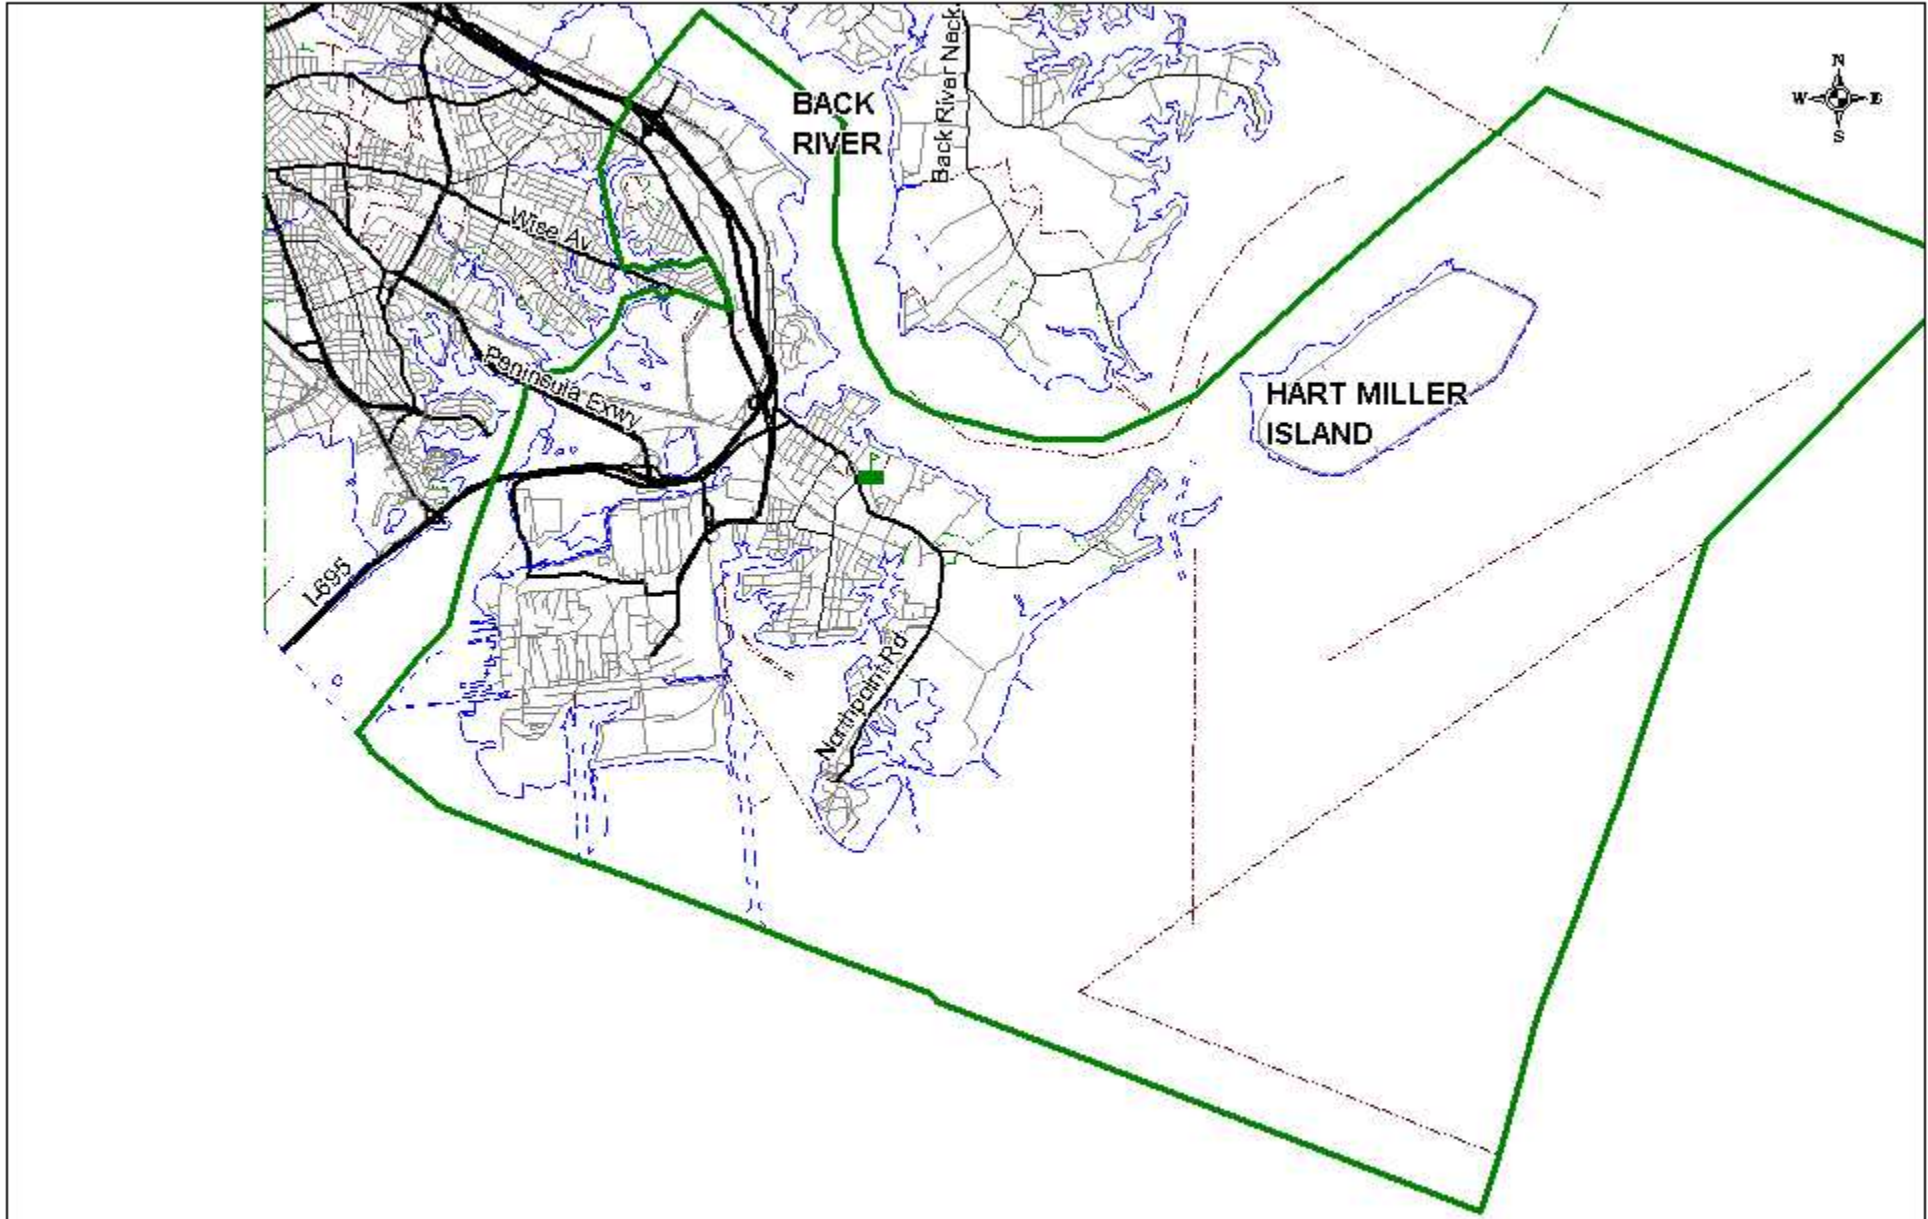 Back River Neck
BACK
RIVER
N
W E
S
Wise Av
Peninsula Exwy
HART MILLER
ISLAND
I-695
Northpoint Rd